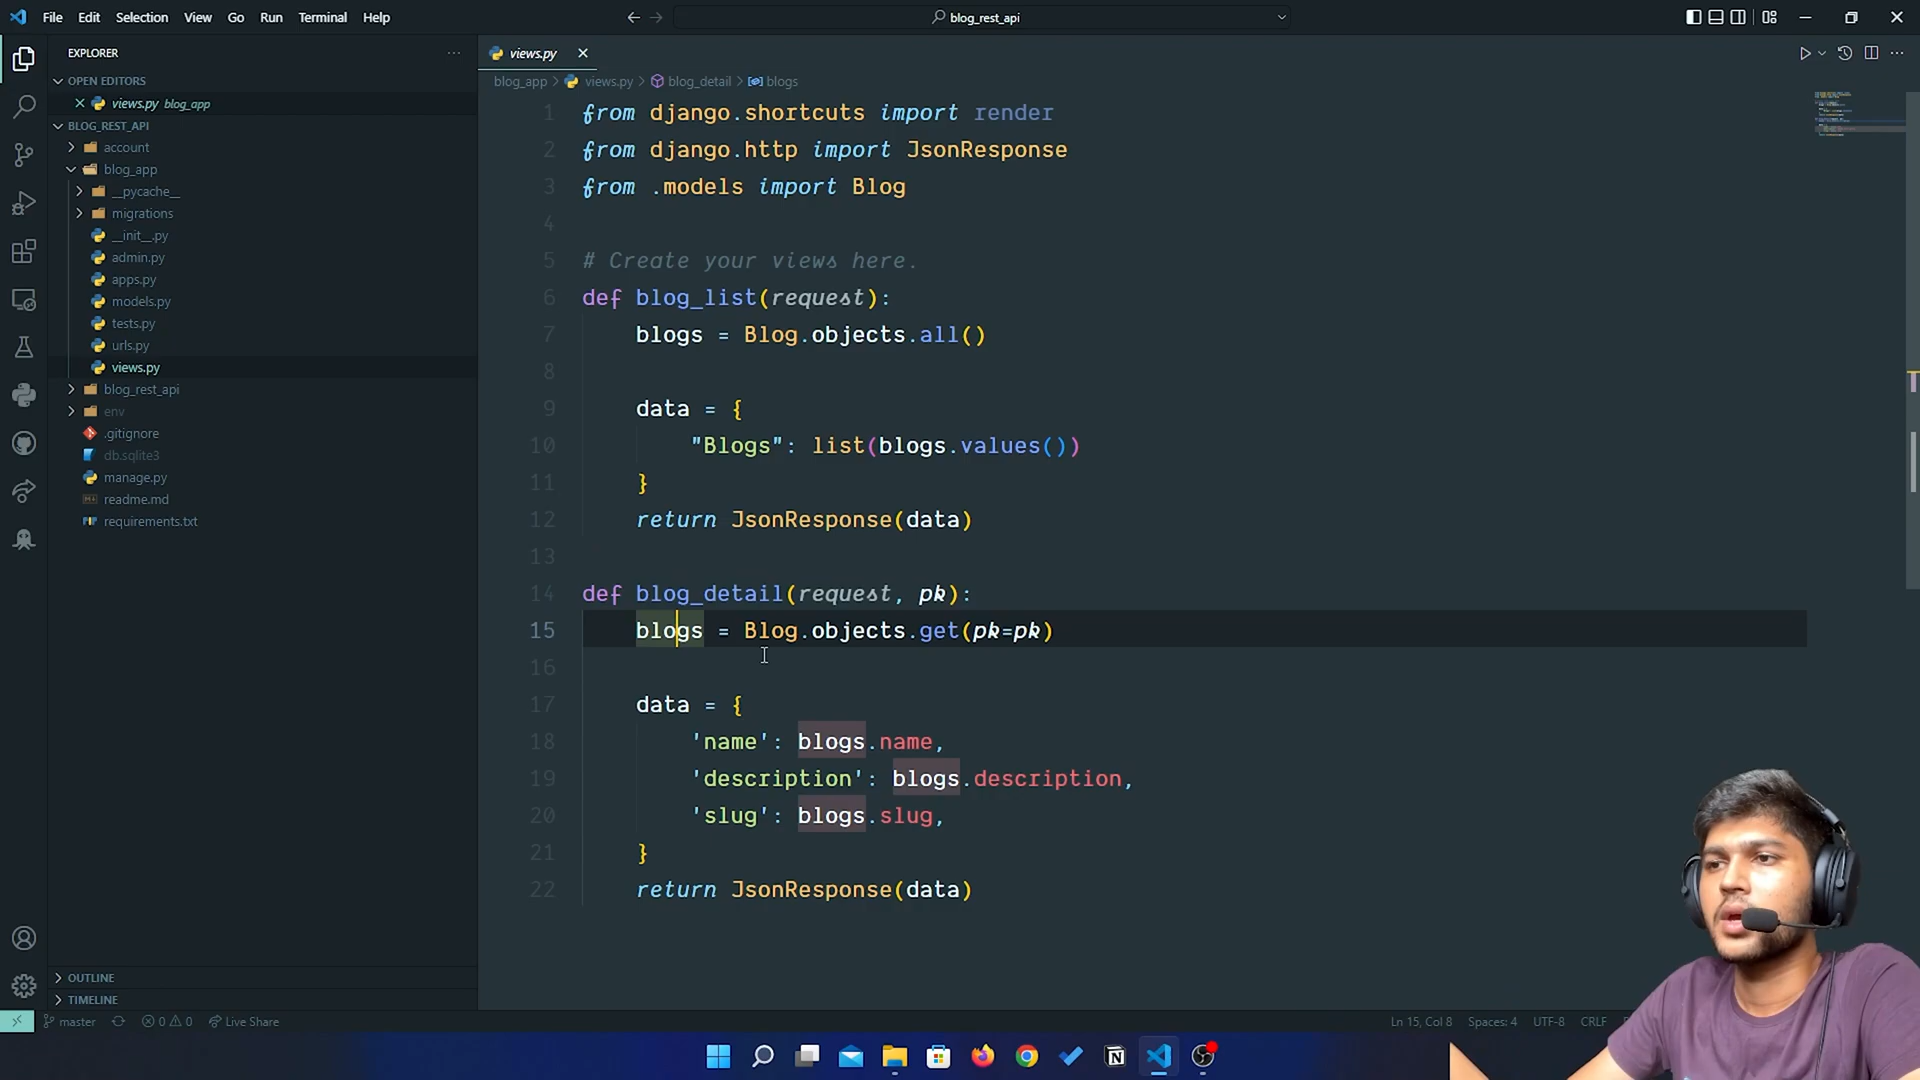 File Edit Selection View Go Run Terminal Help
blog_rest_api
EXPLORER
OPEN EDITORS
views.py blog_app
BLOG_REST_API
account
blog_app
__pycache__
migrations
__init__.py
admin.py
apps.py
models.py
tests.py
urls.py
views.py
blog_rest_api
env
.gitignore
db.sqlite3
manage.py
readme.md
requirements.txt
OUTLINE
TIMELINE
views.py
blog_app > views.py > blog_detail > blogs
1 from django.shortcuts import render
2 from django.http import JsonResponse
3 from .models import Blog
4
5 # Create your views here.
6 def blog_list(request):
7 blogs = Blog.objects.all()
8
9 data = {
10 "Blogs": list(blogs.values())
11 }
12 return JsonResponse(data)
13
14 def blog_detail(request, pk):
15 blogs = Blog.objects.get(pk=pk)
16
17 data = {
18 'name': blogs.name,
19 'description': blogs.description,
20 'slug': blogs.slug,
21 }
22 return JsonResponse(data)
master 0 0 Live Share Ln 15, Col 8 Spaces: 4 UTF-8 CRLF